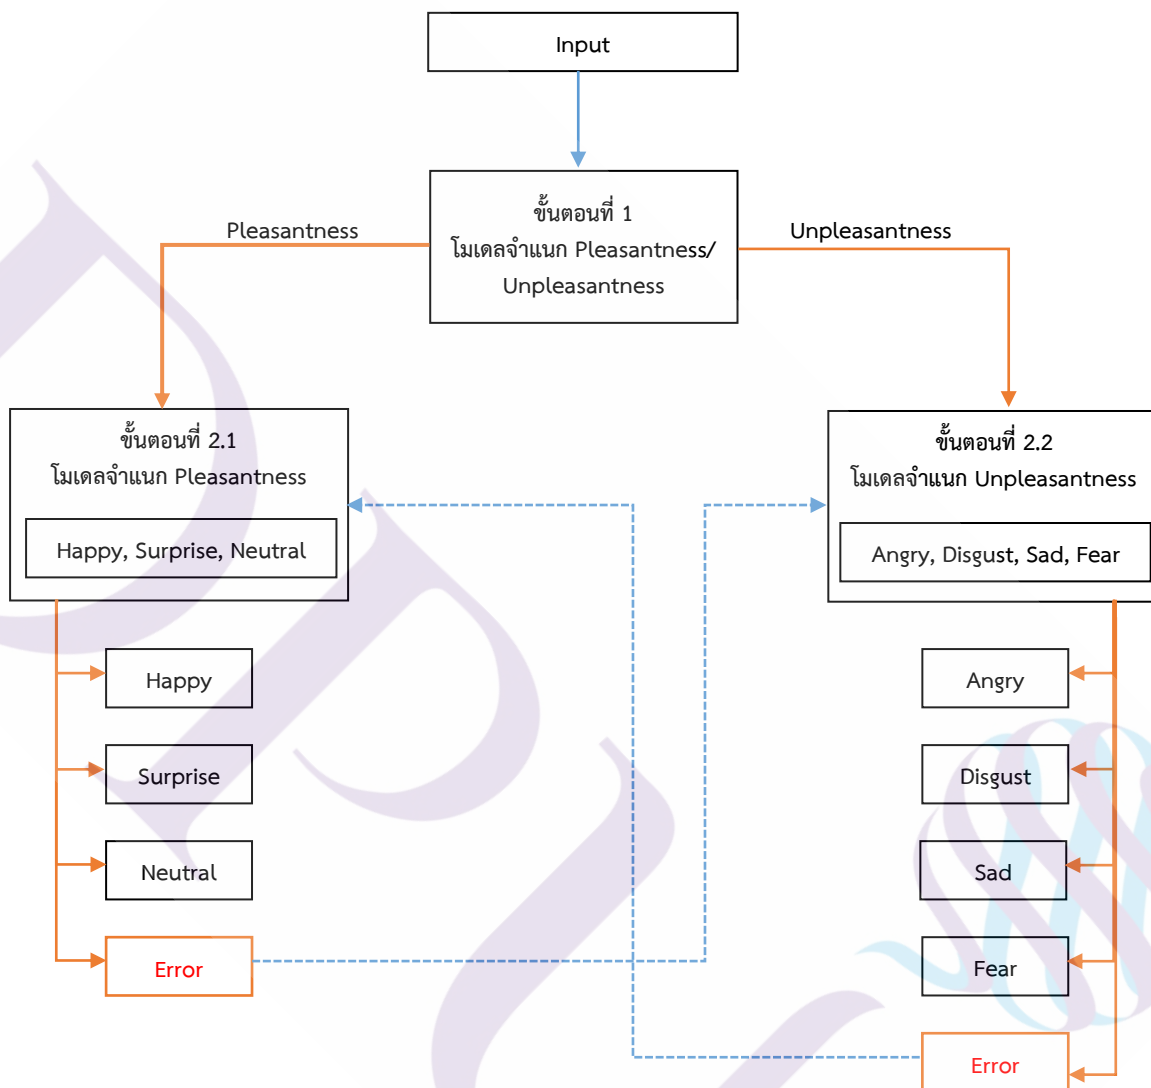 Input
ขั้นตอนที่ 1
โมเดลจำแนก Pleasantness/
Unpleasantness
Pleasantness
Unpleasantness
ขั้นตอนที่ 2.1
โมเดลจำแนก Pleasantness
Happy, Surprise, Neutral
ขั้นตอนที่ 2.2
โมเดลจำแนก Unpleasantness
Angry, Disgust, Sad, Fear
Happy
Surprise
Neutral
Error
Angry
Disgust
Sad
Fear
Error